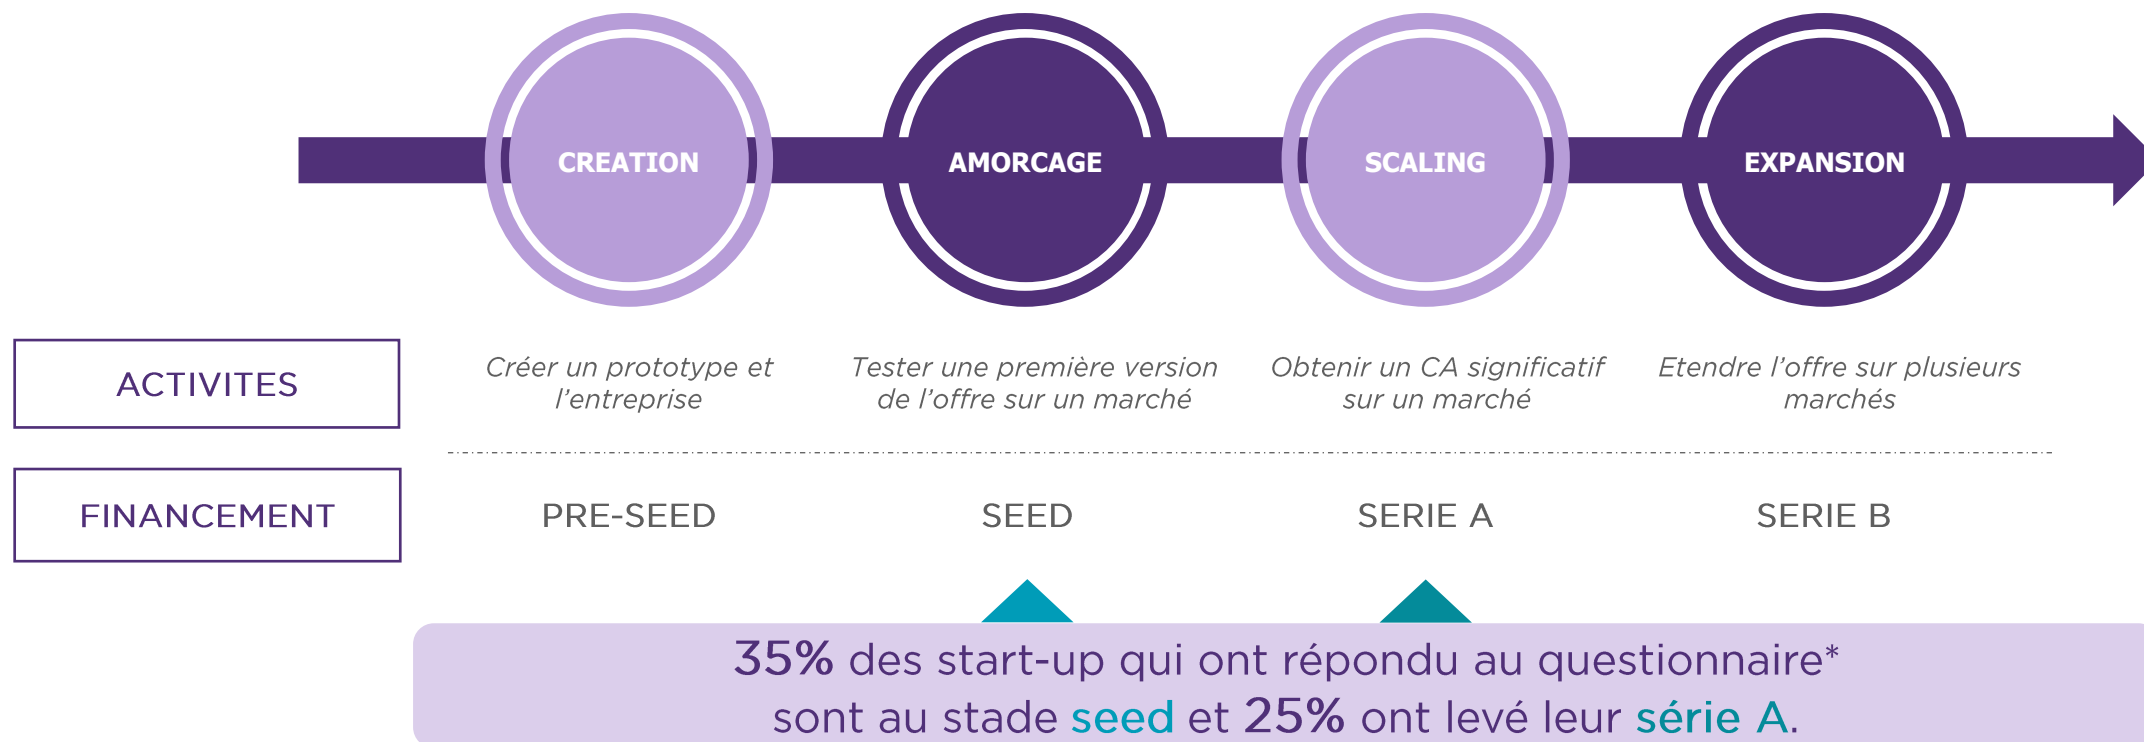 CREATION
AMORCAGE
SCALING
EXPANSION
ACTIVITES
Créer un prototype et
l’entreprise
Tester une première version
de l’offre sur un marché
Obtenir un CA significatif
sur un marché
Etendre l’offre sur plusieurs
marchés
FINANCEMENT
PRE-SEED
SEED
SERIE A
SERIE B
35% des start-up qui ont répondu au questionnaire*
sont au stade seed et 25% ont levé leur série A.